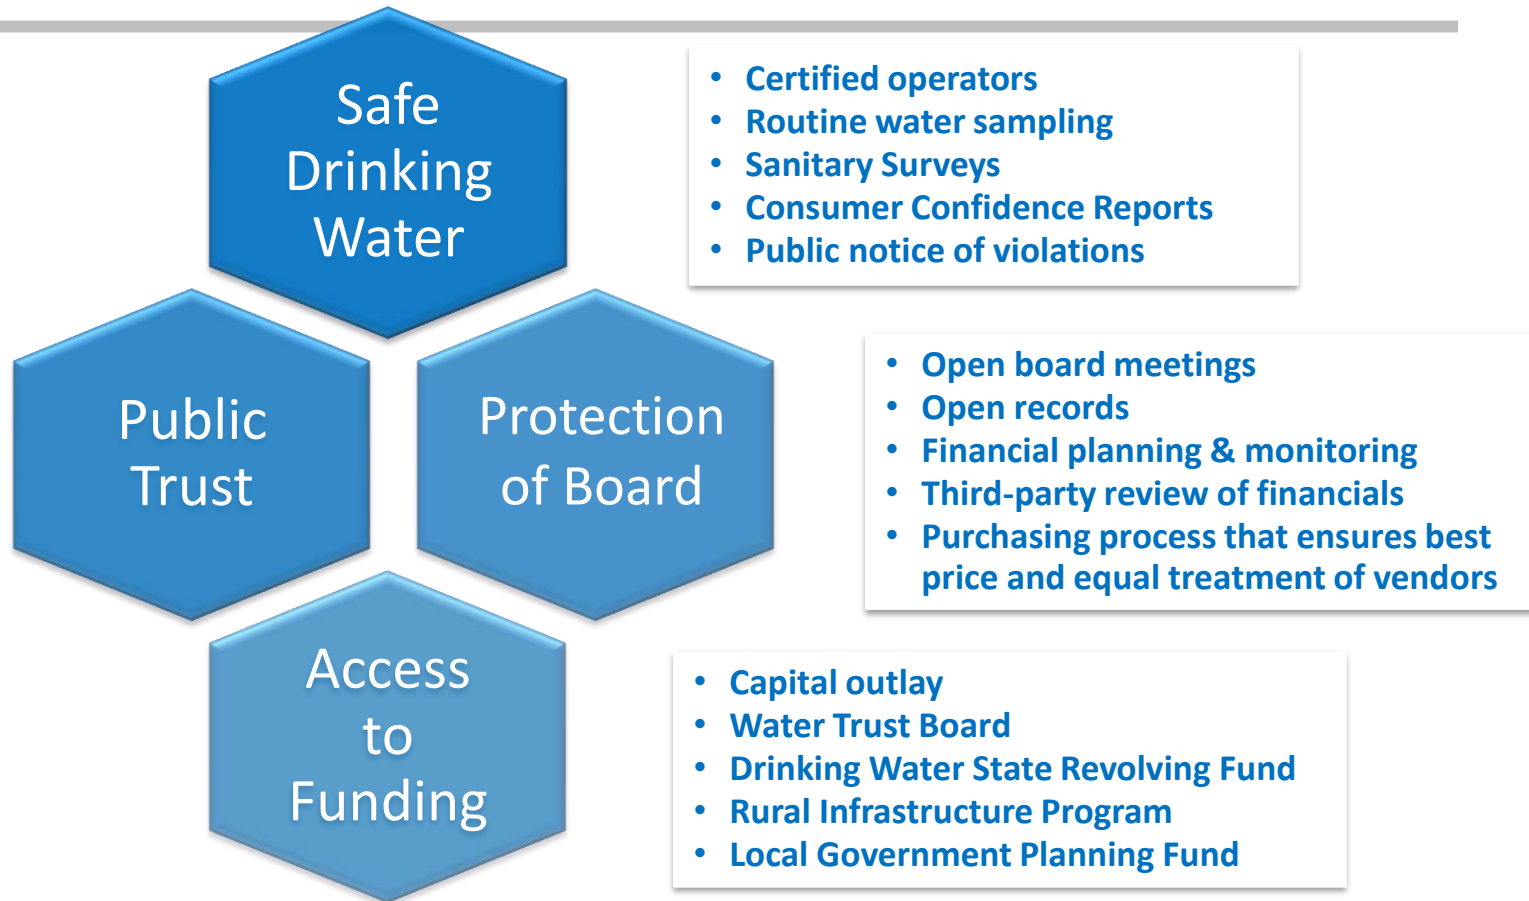 Safe
Drinking
Water
• Certified operators
• Routine water sampling
• Sanitary Surveys
• Consumer Confidence Reports
• Public notice of violations
Public
Trust
Protection
of Board
• Open board meetings
• Open records
• Financial planning & monitoring
• Third-party review of financials
• Purchasing process that ensures best
price and equal treatment of vendors
Access
to
Funding
• Capital outlay
• Water Trust Board
• Drinking Water State Revolving Fund
• Rural Infrastructure Program
• Local Government Planning Fund